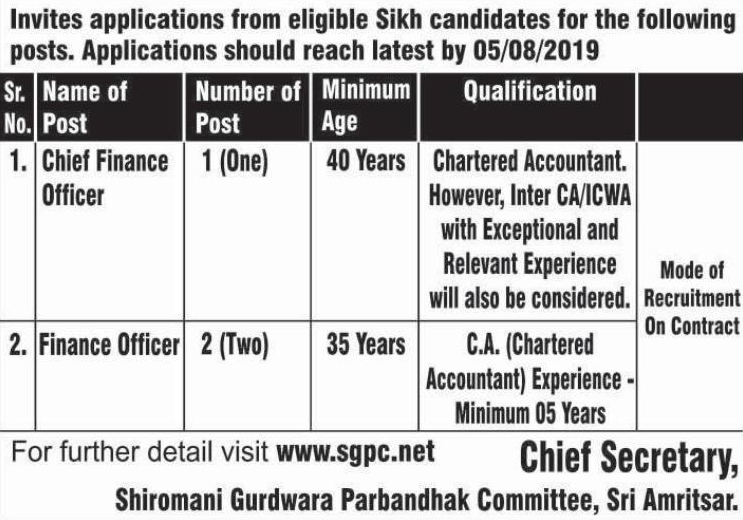 Invites applications from eligible Sikh candidates for the following
posts. Applications should reach latest by 05/08/2019
Sr. No. Name of Post Number of Post Minimum Age Qualification
1. Chief Finance Officer 1 (One) 40 Years Chartered Accountant.
However, Inter CA/ICWA
with Exceptional and
Relevant Experience
will also be considered.
2. Finance Officer 2 (Two) 35 Years C.A. (Chartered
Accountant) Experience -
Minimum 05 Years
Mode of
Recruitment
On Contract
For further detail visit www.sgpc.net
Chief Secretary,
Shiromani Gurdwara Parbandhak Committee, Sri Amritsar.